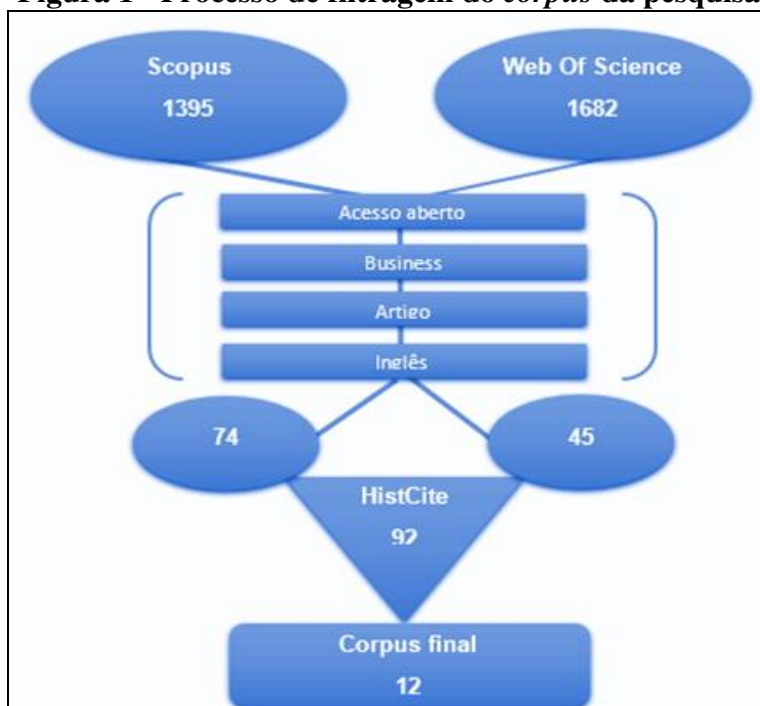 Figura 1 - Processo de filtragem do corpus da pesquisa
Scopus
1395
Web Of Science
1682
Acesso aberto
Business
Artigo
Inglês
74
45
HistCite
92
Corpus final
12